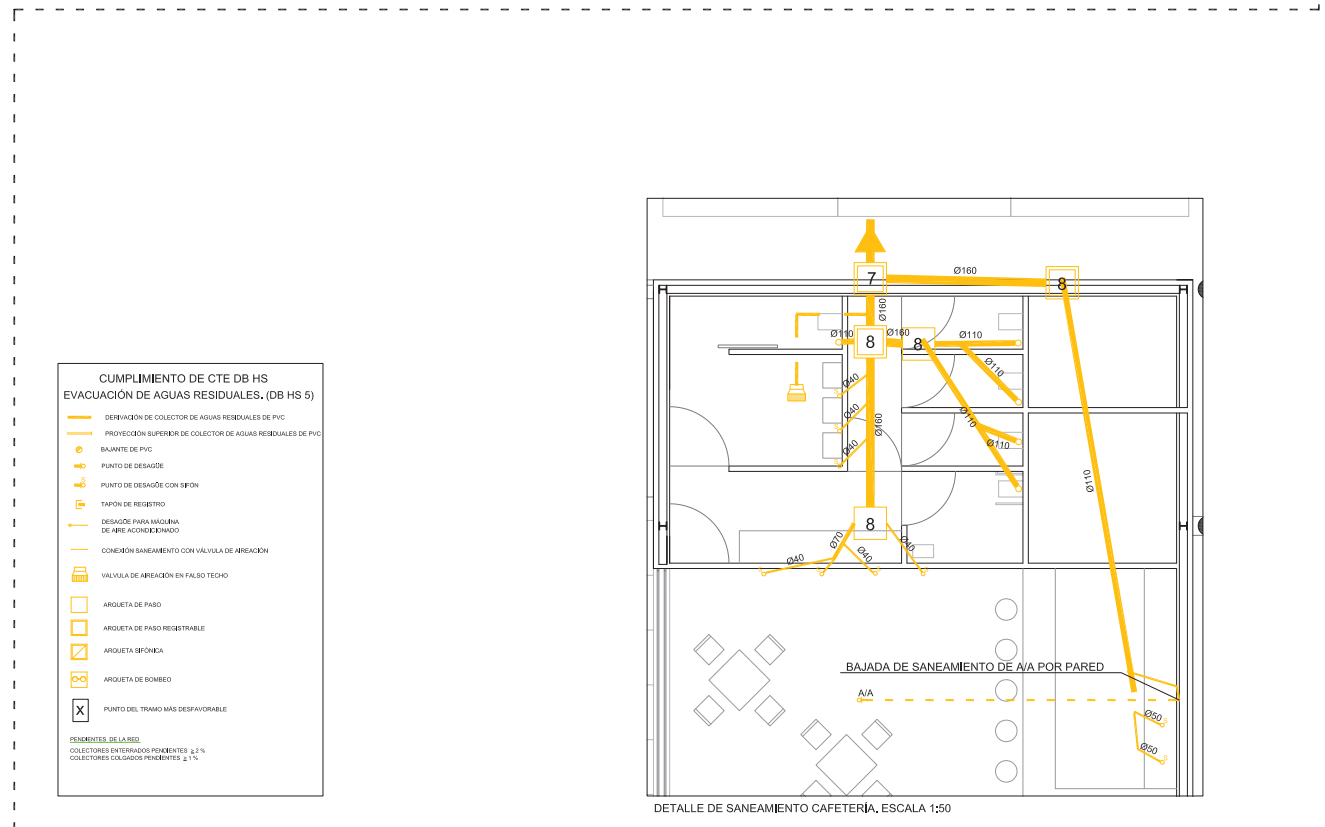 CUMPLIMIENTO DE CTE DB HS
EVACUACIÓN DE AGUAS RESIDUALES. (DB HS 5)
DERIVACIÓN DE COLECTOR DE AGUAS RESIDUALES DE PVC
PROYECCIÓN SUPERIOR DE COLECTOR DE AGUAS RESIDUALES DE PVC
BAJANTE DE PVC
PUNTO DE DESAGÜE
PUNTO DE DESAGÜE CON SIFÓN
TAPÓN DE REGISTRO
DESAGÜE PARA MÁQUINA
DE AIRE ACONDICIONADO
CONEXIÓN SANEAMIENTO CON VÁLVULA DE AIREACIÓN
VALVULA DE AIREACIÓN EN FALSO TECHO
ARQUETA DE PASO
ARQUETA DE PASO REGISTRABLE
ARQUETA SIFÓNICA
ARQUETA DE BOMBEO
X
PUNTO DEL TRAMO MÁS DESFAVORABLE
PENDIENTES DE LA RED
COLECTORES ENTERRADOS PENDIENTES ≥ 2 %
COLECTORES COLGADOS PENDIENTES ≥ 1 %
7
Ø160
8
Ø160
Ø110
8
Ø160
8
Ø110
Ø110
Ø40
Ø40
Ø40
Ø160
Ø110
Ø110
Ø110
8
Ø70
Ø40
Ø40
Ø40
BAJADA DE SANEAMIENTO DE A/A POR PARED
A/A
Ø50
Ø50
DETALLE DE SANEAMIENTO CAFETERÍA. ESCALA 1:50